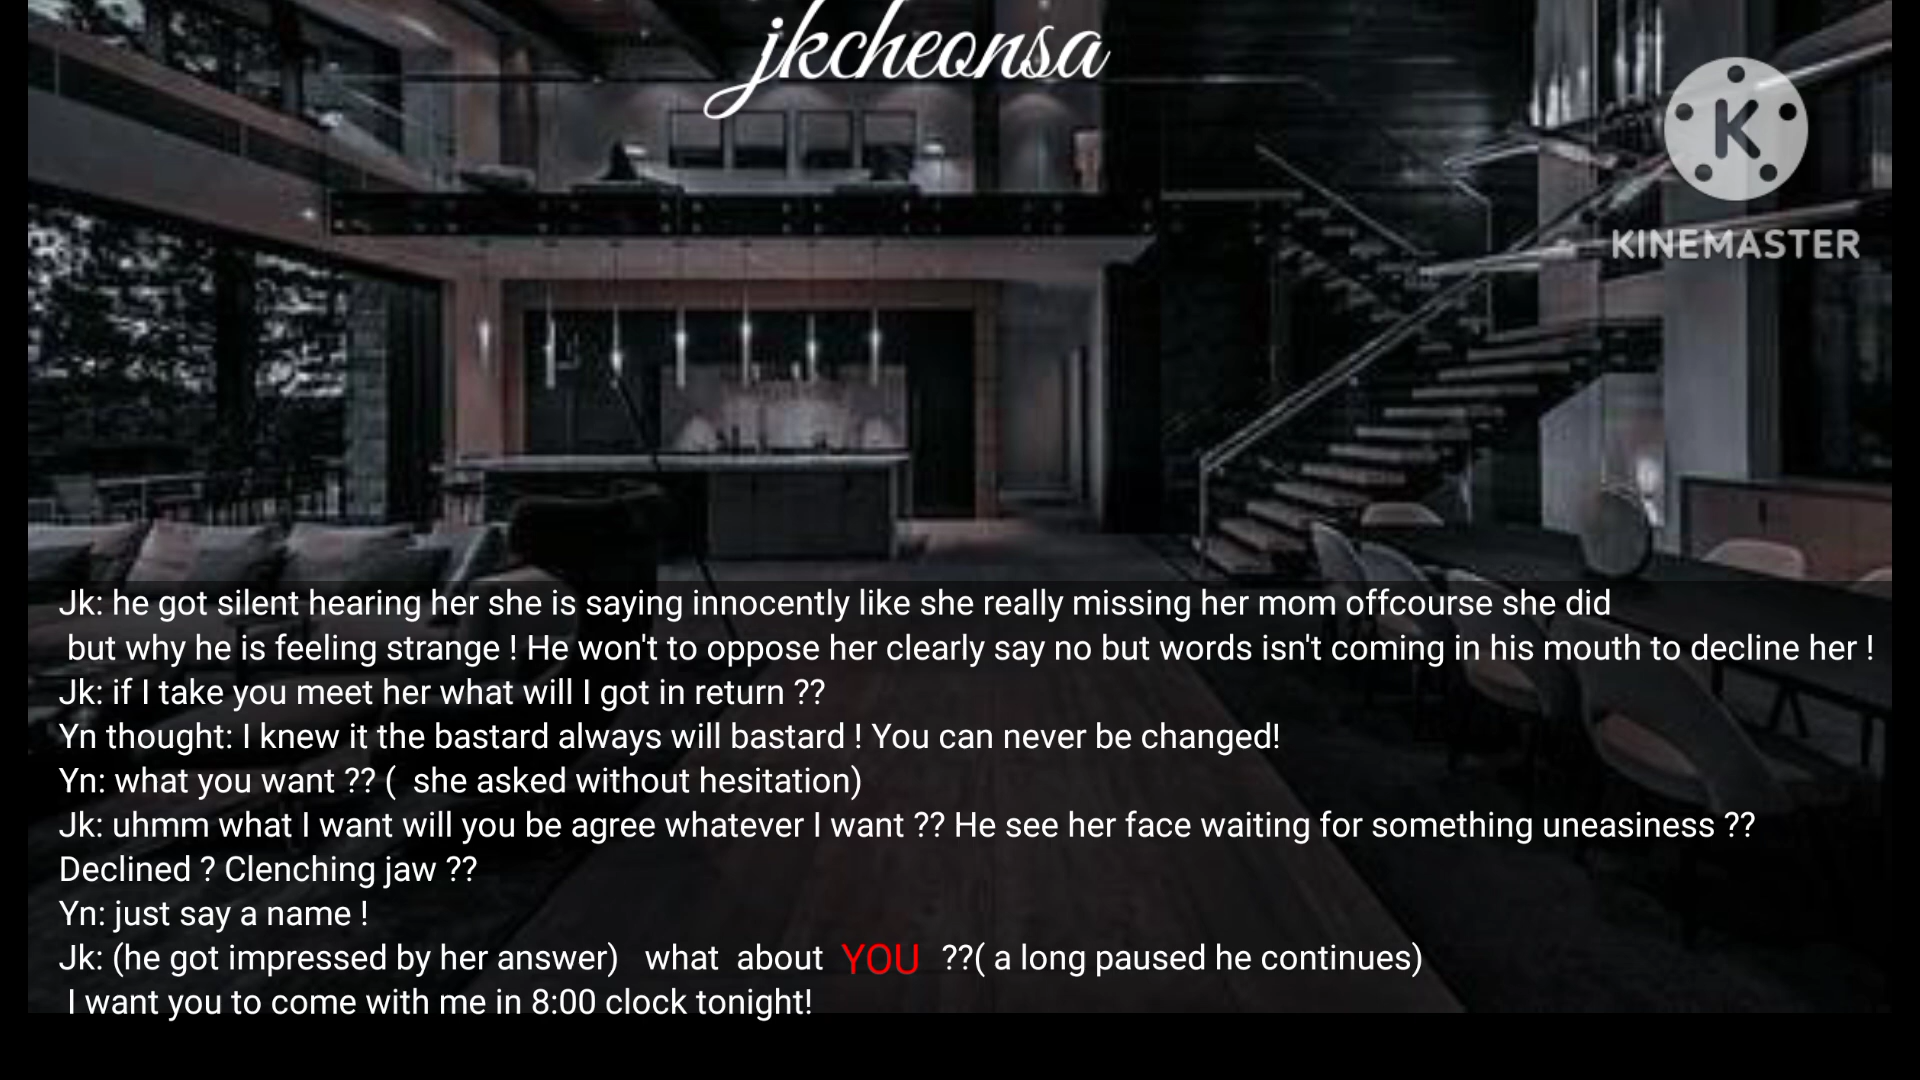 jkcheonsa
K
KINEMASTER
Jk: he got silent hearing her she is saying innocently like she really missing her mom offcourse she did
but why he is feeling strange ! He won't to oppose her clearly say no but words isn't coming in his mouth to decline her !
Jk: if I take you meet her what will I got in return ??
Yn thought: I knew it the bastard always will bastard ! You can never be changed!
Yn: what you want ?? (  she asked without hesitation)
Jk: uhmm what I want will you be agree whatever I want ?? He see her face waiting for something uneasiness ??
Declined ? Clenching jaw ??
Yn: just say a name !
Jk: (he got impressed by her answer)   what  about  YOU  ??( a long paused he continues)
I want you to come with me in 8:00 clock tonight!